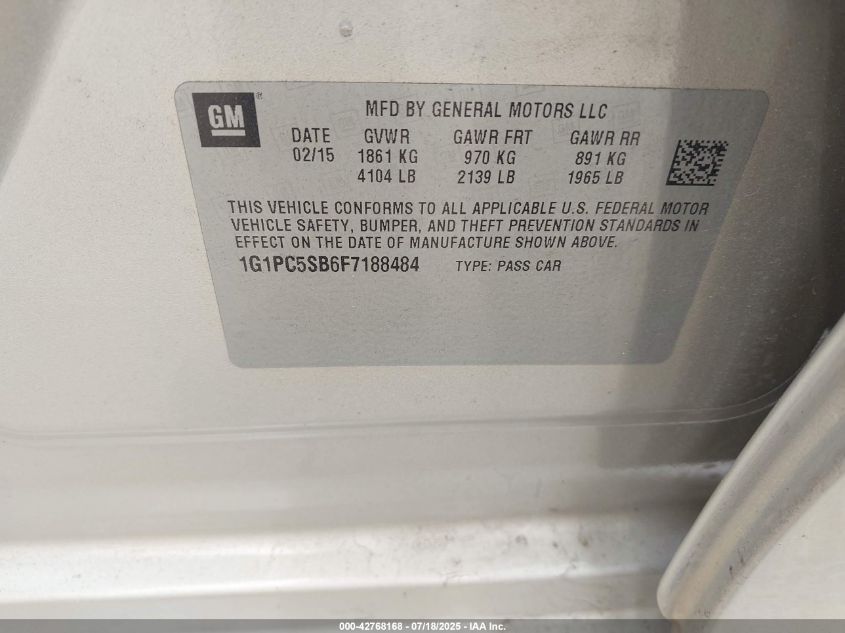 GM
MFD BY GENERAL MOTORS LLC
DATE GVWR GAWR FRT GAWR RR
02/15 1861 KG 970 KG 891 KG
4104 LB 2139 LB 1965 LB
THIS VEHICLE CONFORMS TO ALL APPLICABLE U.S. FEDERAL MOTOR
VEHICLE SAFETY, BUMPER, AND THEFT PREVENTION STANDARDS IN
EFFECT ON THE DATE OF MANUFACTURE SHOWN ABOVE.
1G1PC5SB6F7188484 TYPE: PASS CAR
000-42768168 - 07/18/2025 - IAA Inc.